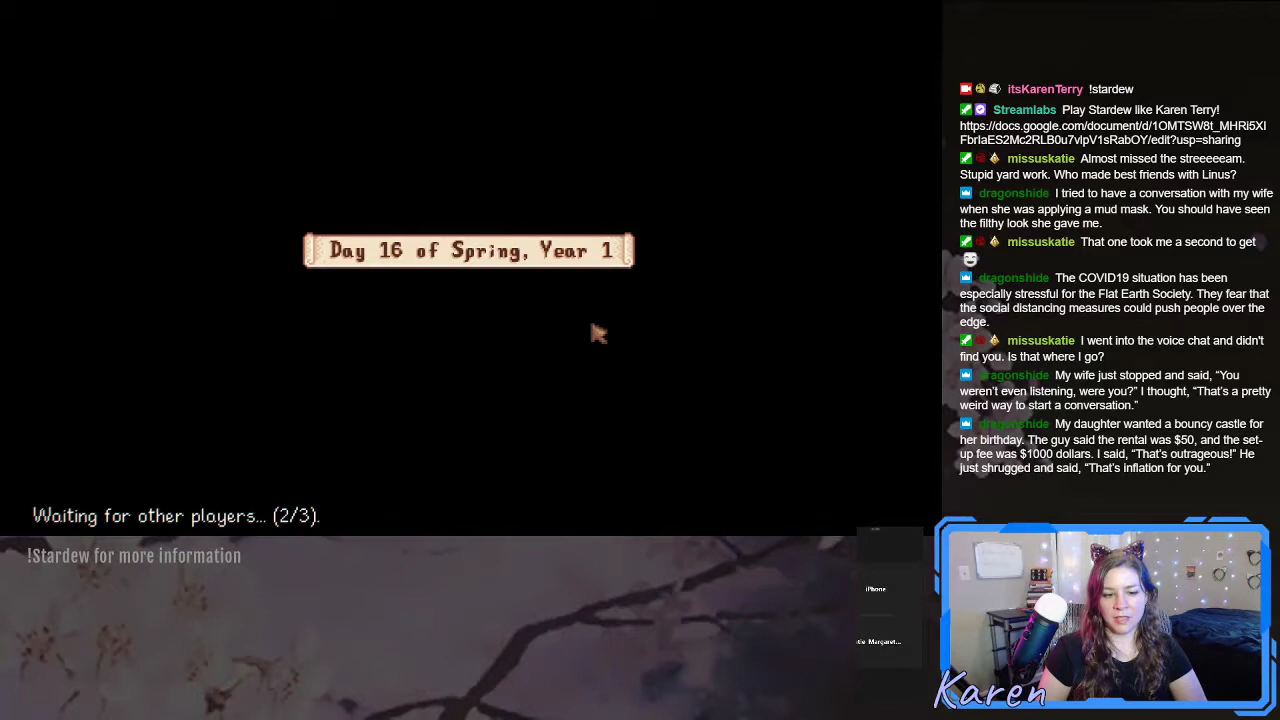 itsKarenTerry !stardew
Streamlabs Play Stardew like Karen Terry!
https://docs.google.com/document/d/1OMTSW8t_MHRi5XI
FbrIaES2Mc2RLB0u7vlpV1sRabOY/edit?usp=sharing
missuskatie Almost missed the streeeeeam.
Stupid yard work. Who made best friends with Linus?
dragonshide I tried to have a conversation with my wife
when she was applying a mud mask. You should have seen
the filthy look she gave me.
missuskatie That one took me a second to get
dragonshide The COVID19 situation has been
especially stressful for the Flat Earth Society. They fear that
the social distancing measures could push people over the
edge.
missuskatie I went into the voice chat and didn't
find you. Is that where I go?
dragonshide My wife just stopped and said, “You
weren't even listening, were you?” I thought, “That's a pretty
weird way to start a conversation.”
dragonshide My daughter wanted a bouncy castle for
her birthday. The guy said the rental was $50, and the set-
up fee was $1000 dollars. I said, “That's outrageous!” He
just shrugged and said, “That's inflation for you.”
Day 16 of Spring, Year 1
Waiting for other players... (2/3).
!Stardew for more information
iPhone
tie Margaret...
Karen